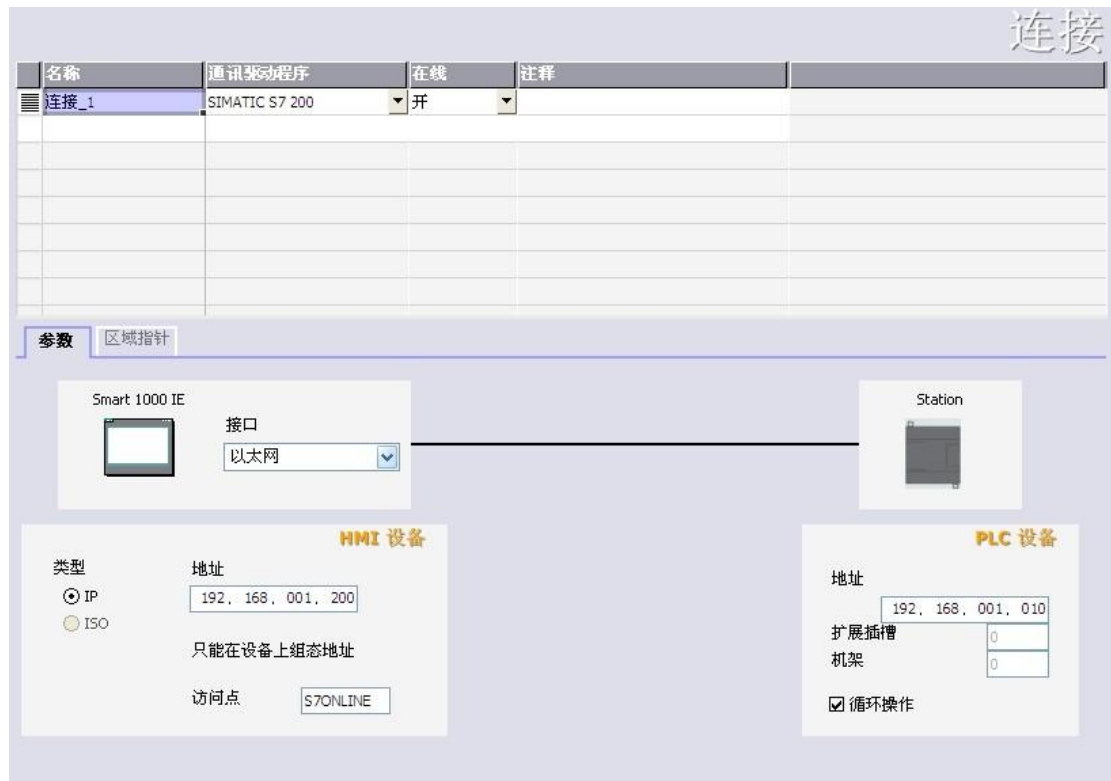 连接
名称 通讯驱动程序 在线 注释
连接_1 SIMATIC S7 200 开
参数 区域指针
Smart 1000 IE
接口
以太网
Station
HMI 设备
类型 地址
IP 192, 168, 001, 200
ISO
只能在设备上组态地址
访问点 S7ONLINE
PLC 设备
地址
192, 168, 001, 010
扩展插槽 0
机架 0
循环操作